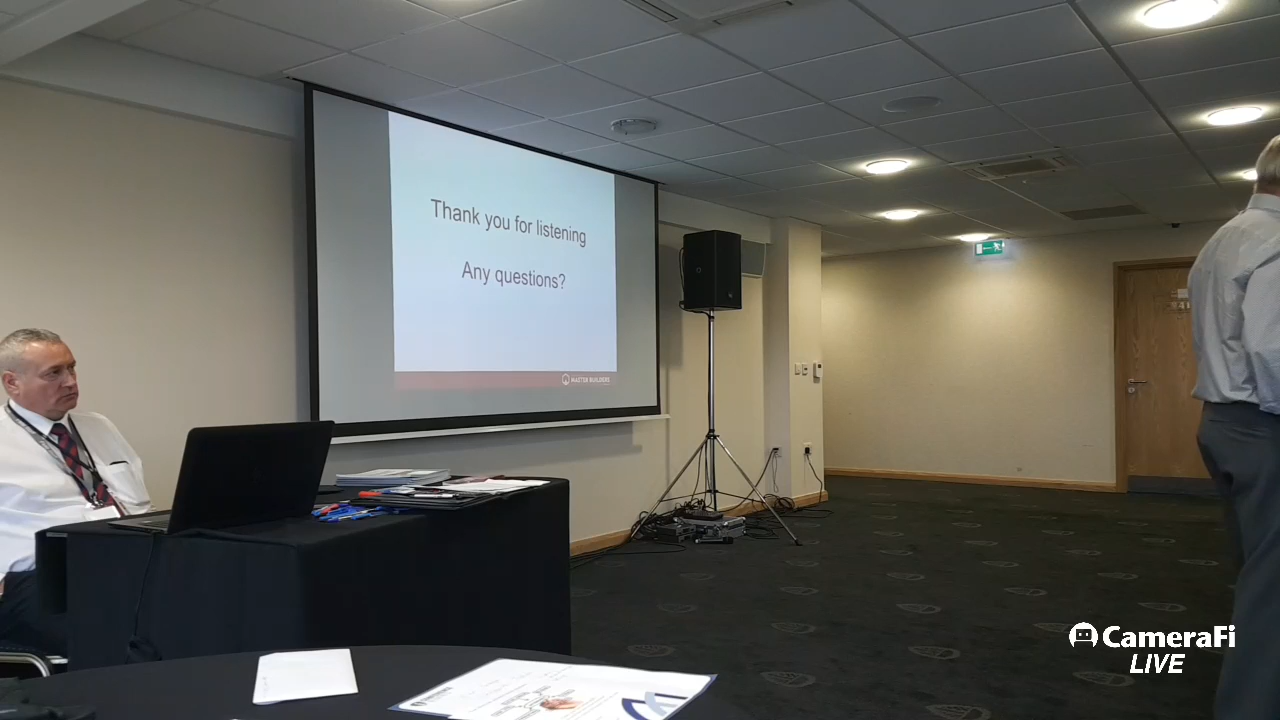 Thank you for listening
Any questions?
MASTER BUILDERS
CameraFi
LIVE